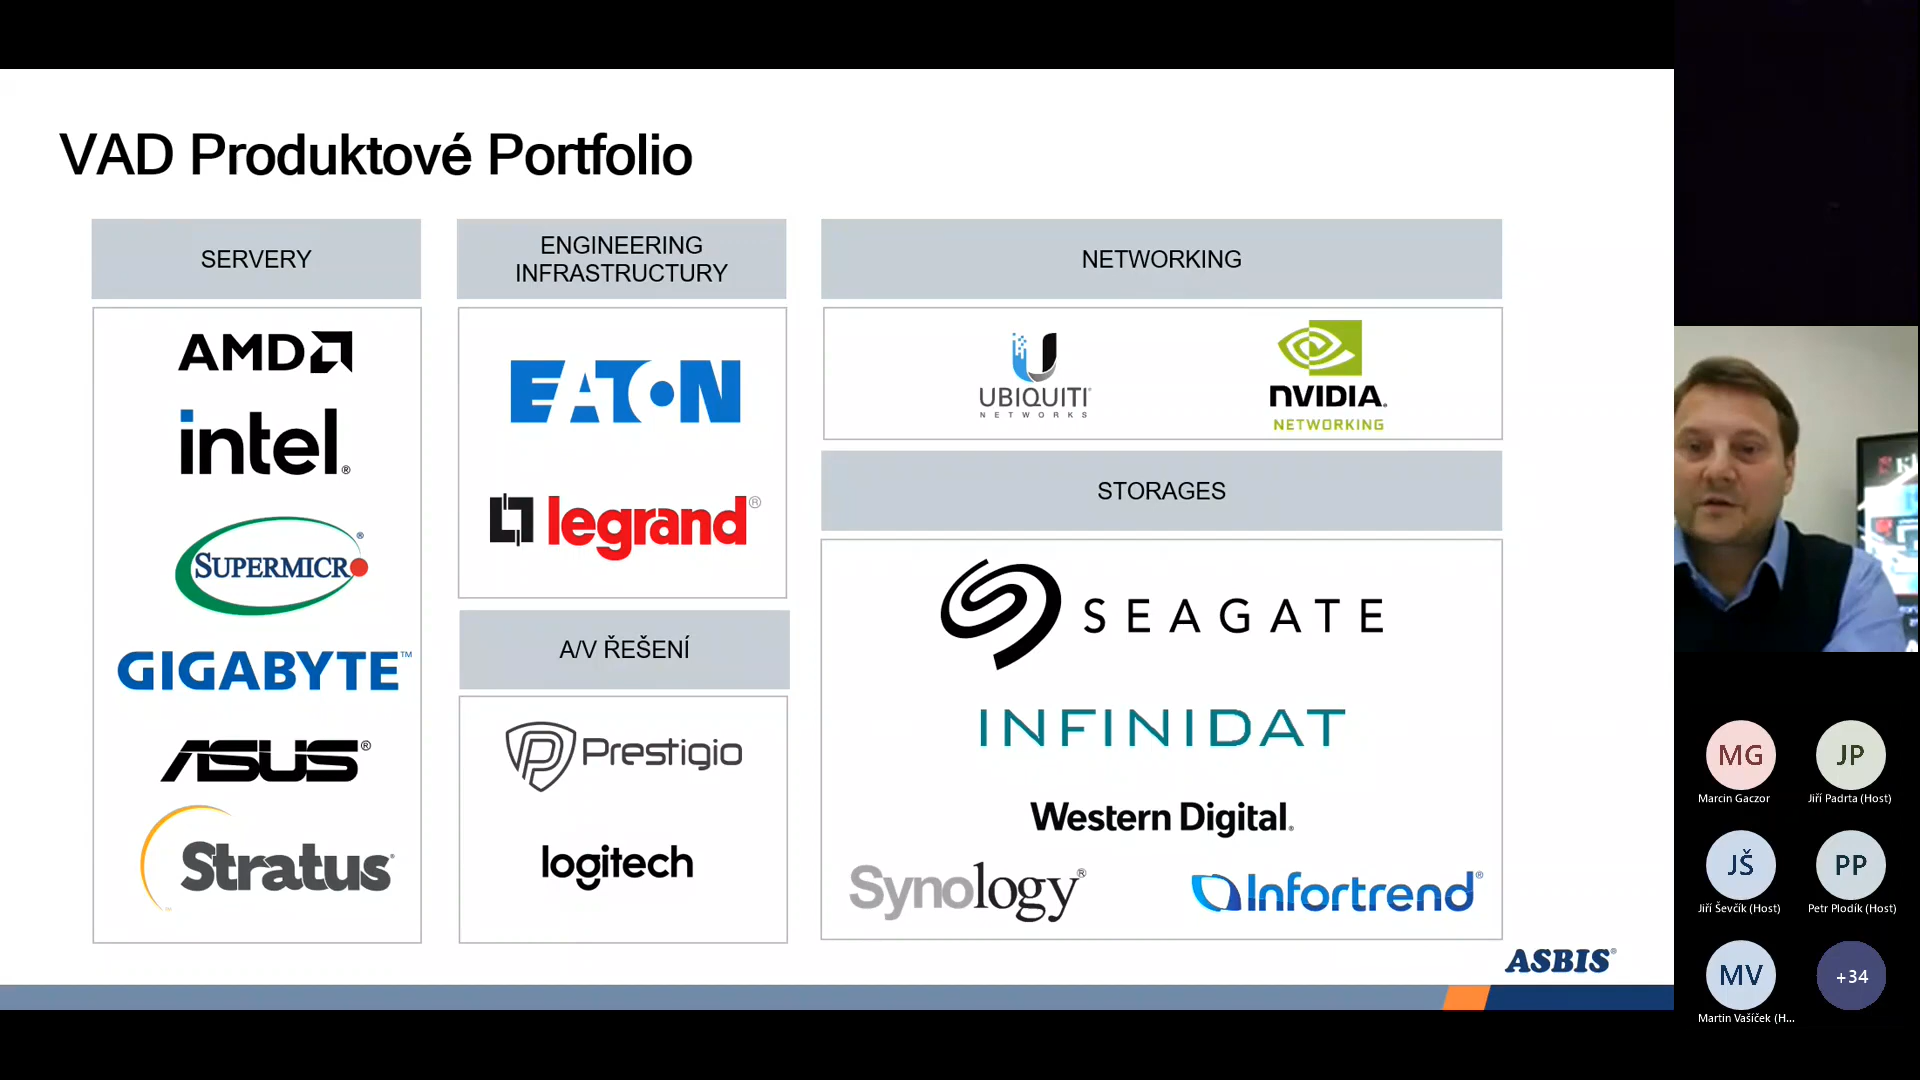 VAD Produktové Portfolio
SERVERY
AMD
intel®
SUPERMICRO®
GIGABYTE™
ASUS®
Stratus®
ENGINEERING
INFRASTRUCTURY
EATON
legrand®
A/V ŘEŠENÍ
Prestigio
logitech
NETWORKING
UBIQUITI®
NETWORKS
NVIDIA.
NETWORKING
STORAGES
SEAGATE
INFINIDAT
Western Digital®
Synology®
Infortrend®
ASBIS®
MG
Marcin Gaczor
JP
Jiří Padrta (Host)
JŠ
Jiří Ševčík (Host)
PP
Petr Plodík (Host)
MV
Martin Vašíček (H...
+34